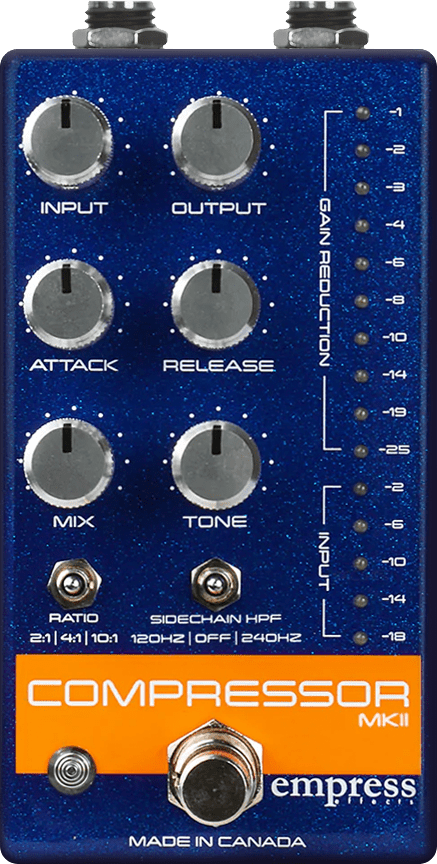 INPUT OUTPUT
ATTACK RELEASE
MIX TONE
RATIO SIDECHAIN HPF
2:1|4:1|10:1 120HZ|OFF|240HZ
GAIN REDUCTION
-1
-2
-3
-4
-6
-8
-10
-14
-19
-25
INPUT
-2
-6
-10
-14
-18
COMPRESSOR
MKII
empress
effects
MADE IN CANADA